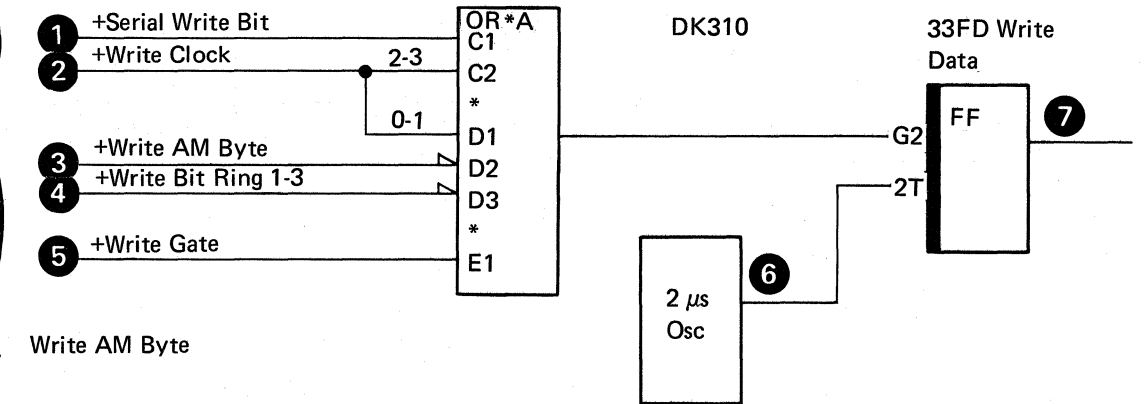 1 +Serial Write Bit
2 +Write Clock
2-3
0-1
3 +Write AM Byte
4 +Write Bit Ring 1-3
5 +Write Gate
OR*A
C1
C2
*
D1
D2
D3
*
E1
DK310
33FD Write
Data
FF
G2
2T
7
6
2 μs
Osc
Write AM Byte